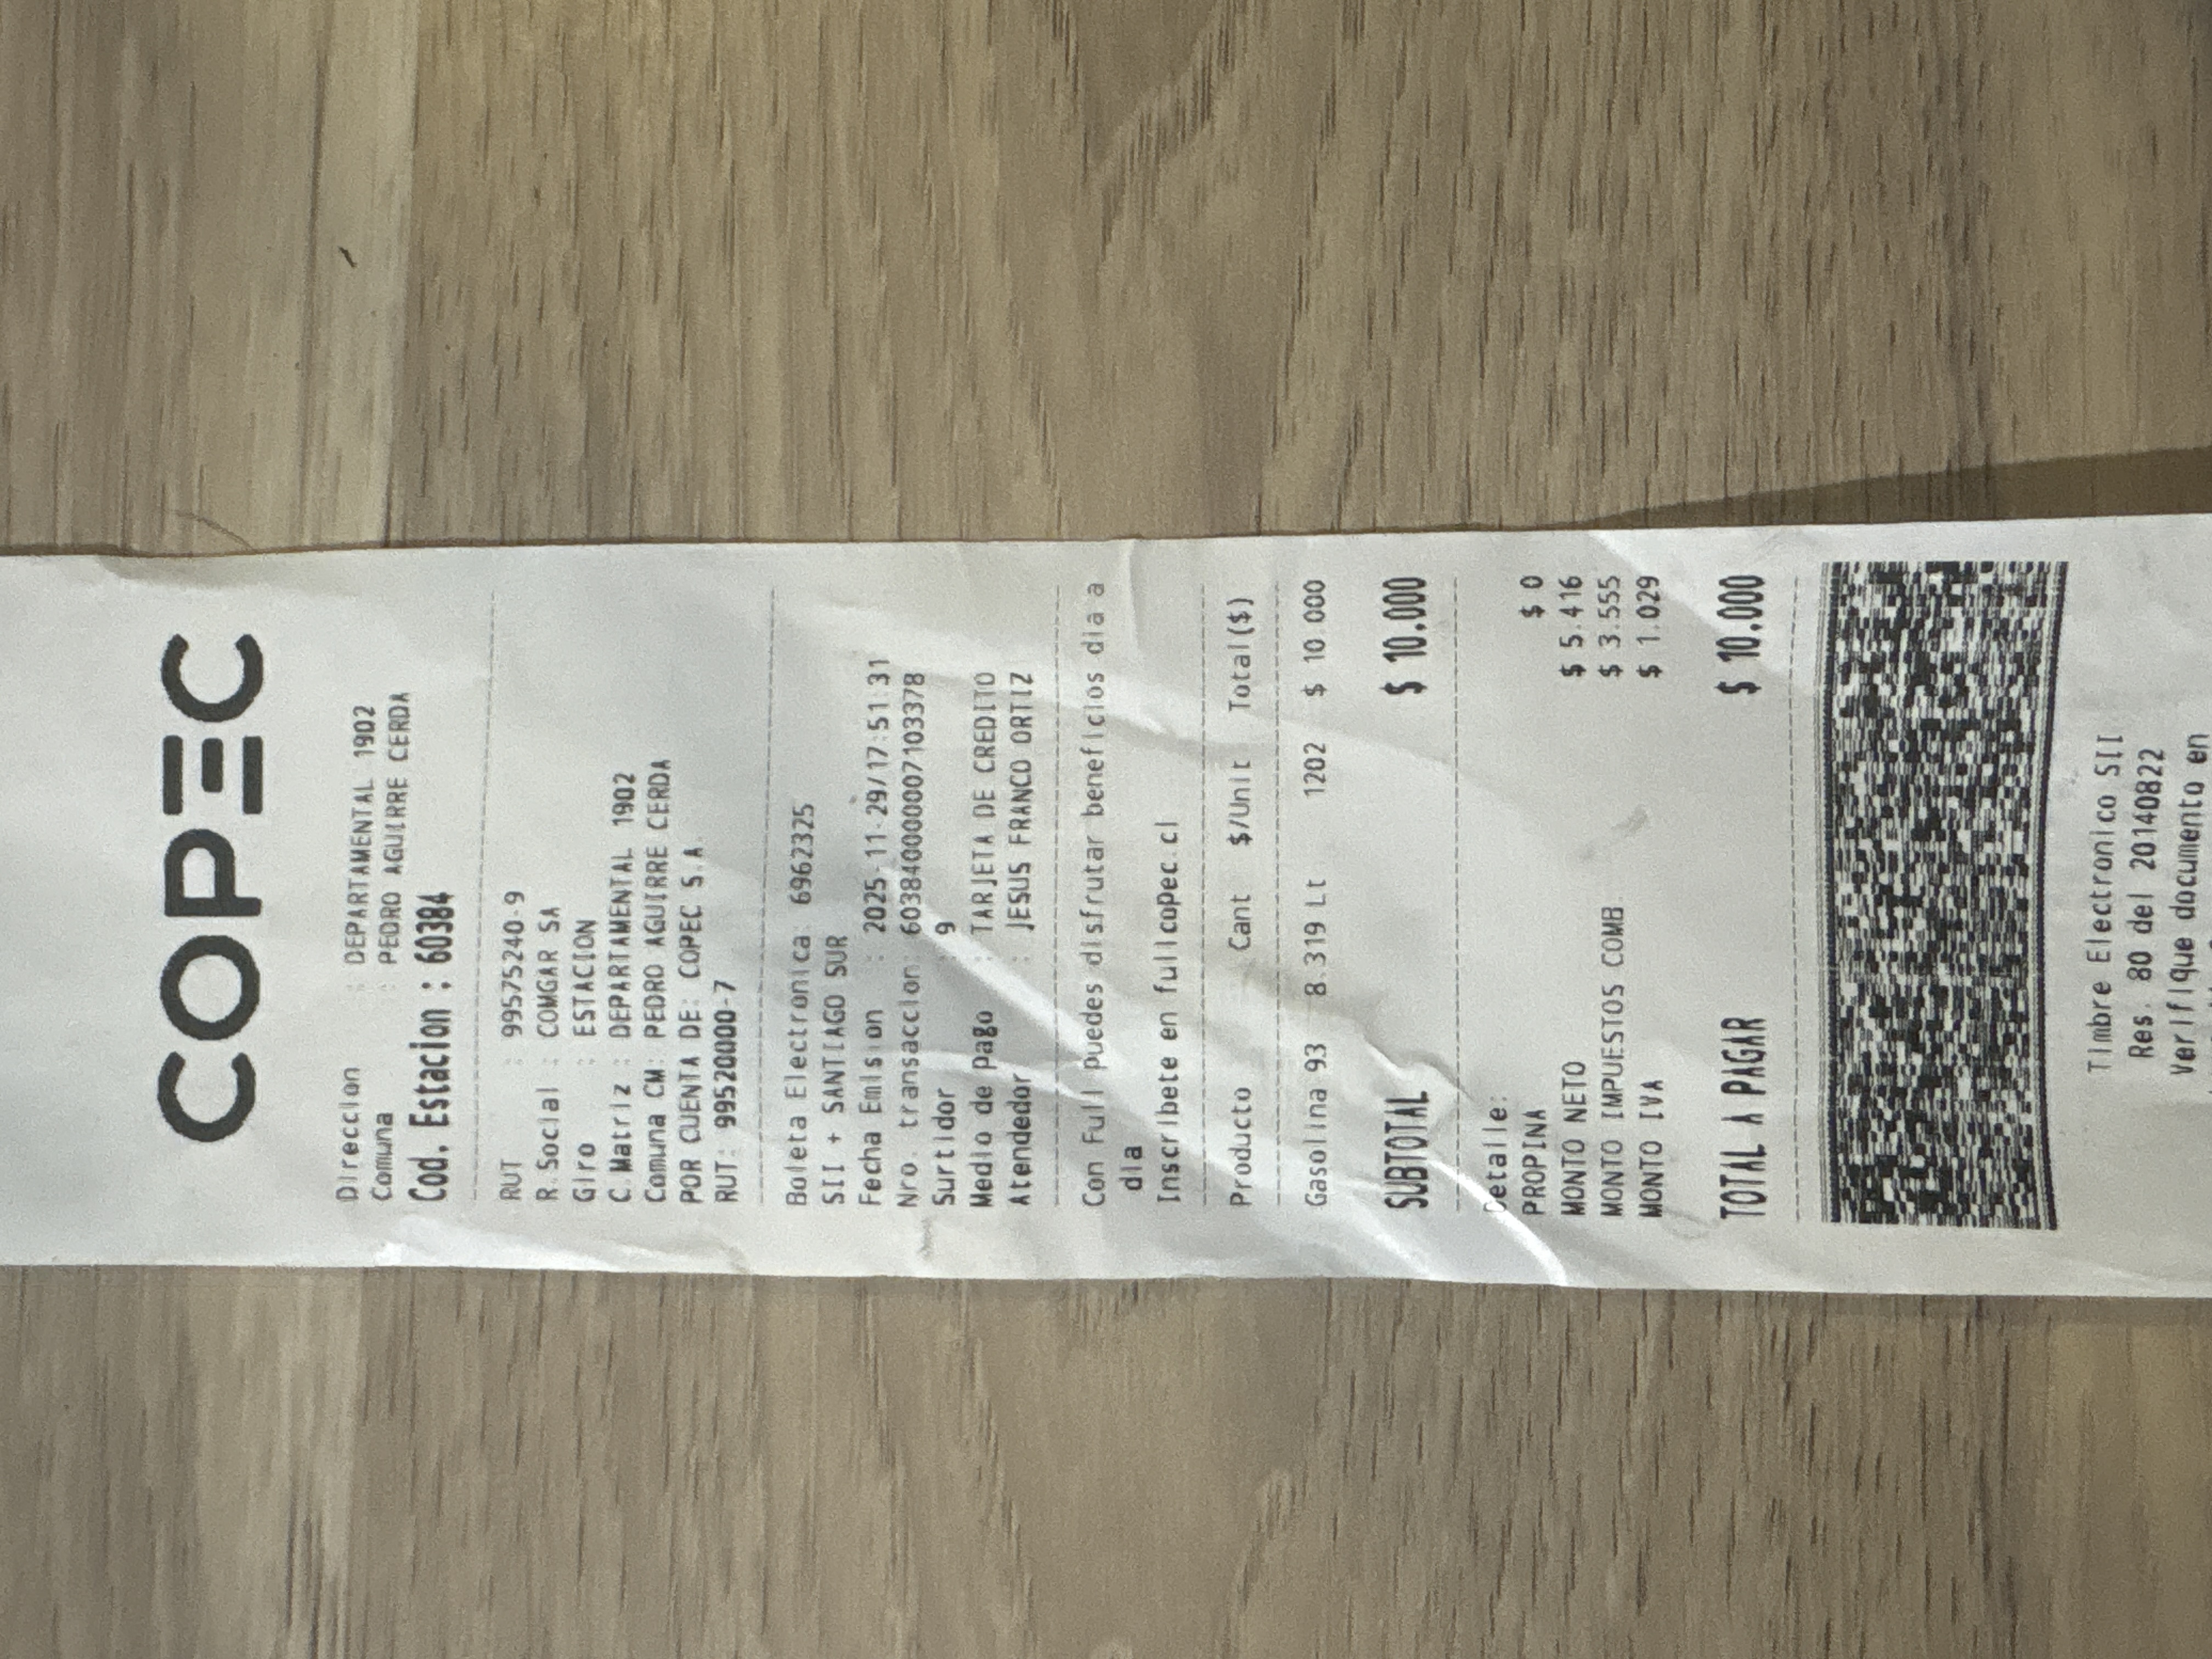 COPEC
Direccion : DEPARTAMENTAL 1902
Comuna : PEDRO AGUIRRE CERDA
Cod. Estacion : 60384
RUT : 99575240-9
R.Social : COMGAR SA
Giro : ESTACION
C.Matriz : DEPARTAMENTAL 1902
Comuna CM: PEDRO AGUIRRE CERDA
POR CUENTA DE: COPEC S.A.
RUT: 99520000-7
Boleta Electronica: 6962325
SII + SANTIAGO SUR
Fecha Emision : 2025-11-29/17:51:31
Nro. transaccion: 6038400000007103378
Surtidor : 9
Medio de pago : TARJETA DE CREDITO
Atendedor : JESUS FRANCO ORTIZ
Con Full puedes disfrutar beneficios dia a
dia
Inscribete en fullcopec.cl
Producto Cant $/Unit Total($)
Gasolina 93 8.319 Lt 1202 $ 10.000
SUBTOTAL $ 10.000
Detalle:
PROPINA $ 0
MONTO NETO $ 5.416
MONTO IMPUESTOS COMB $ 3.555
MONTO IVA $ 1.029
TOTAL A PAGAR $ 10.000
Timbre Electronico SII
Res. 80 del 20140822
Verifique documento en